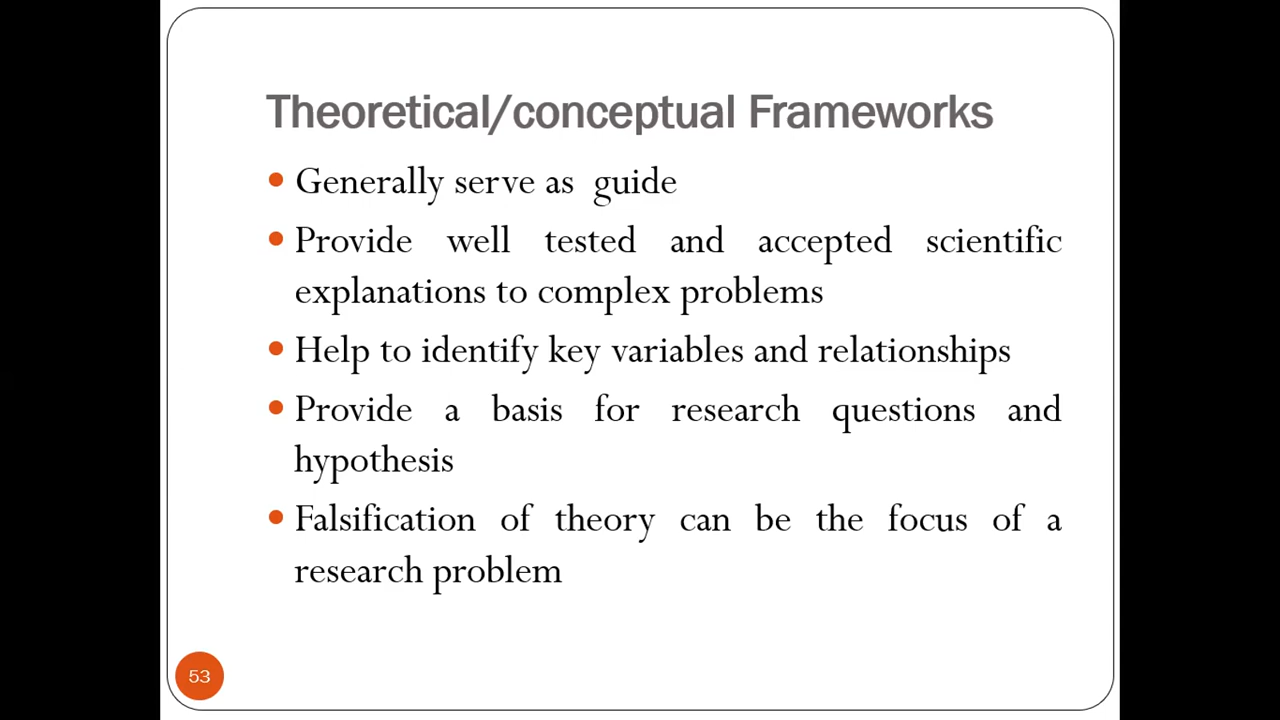 Theoretical/conceptual Frameworks
Generally serve as guide
Provide well tested and accepted scientific
explanations to complex problems
Help to identify key variables and relationships
Provide a basis for research questions and
hypothesis
Falsification of theory can be the focus of a
research problem
53